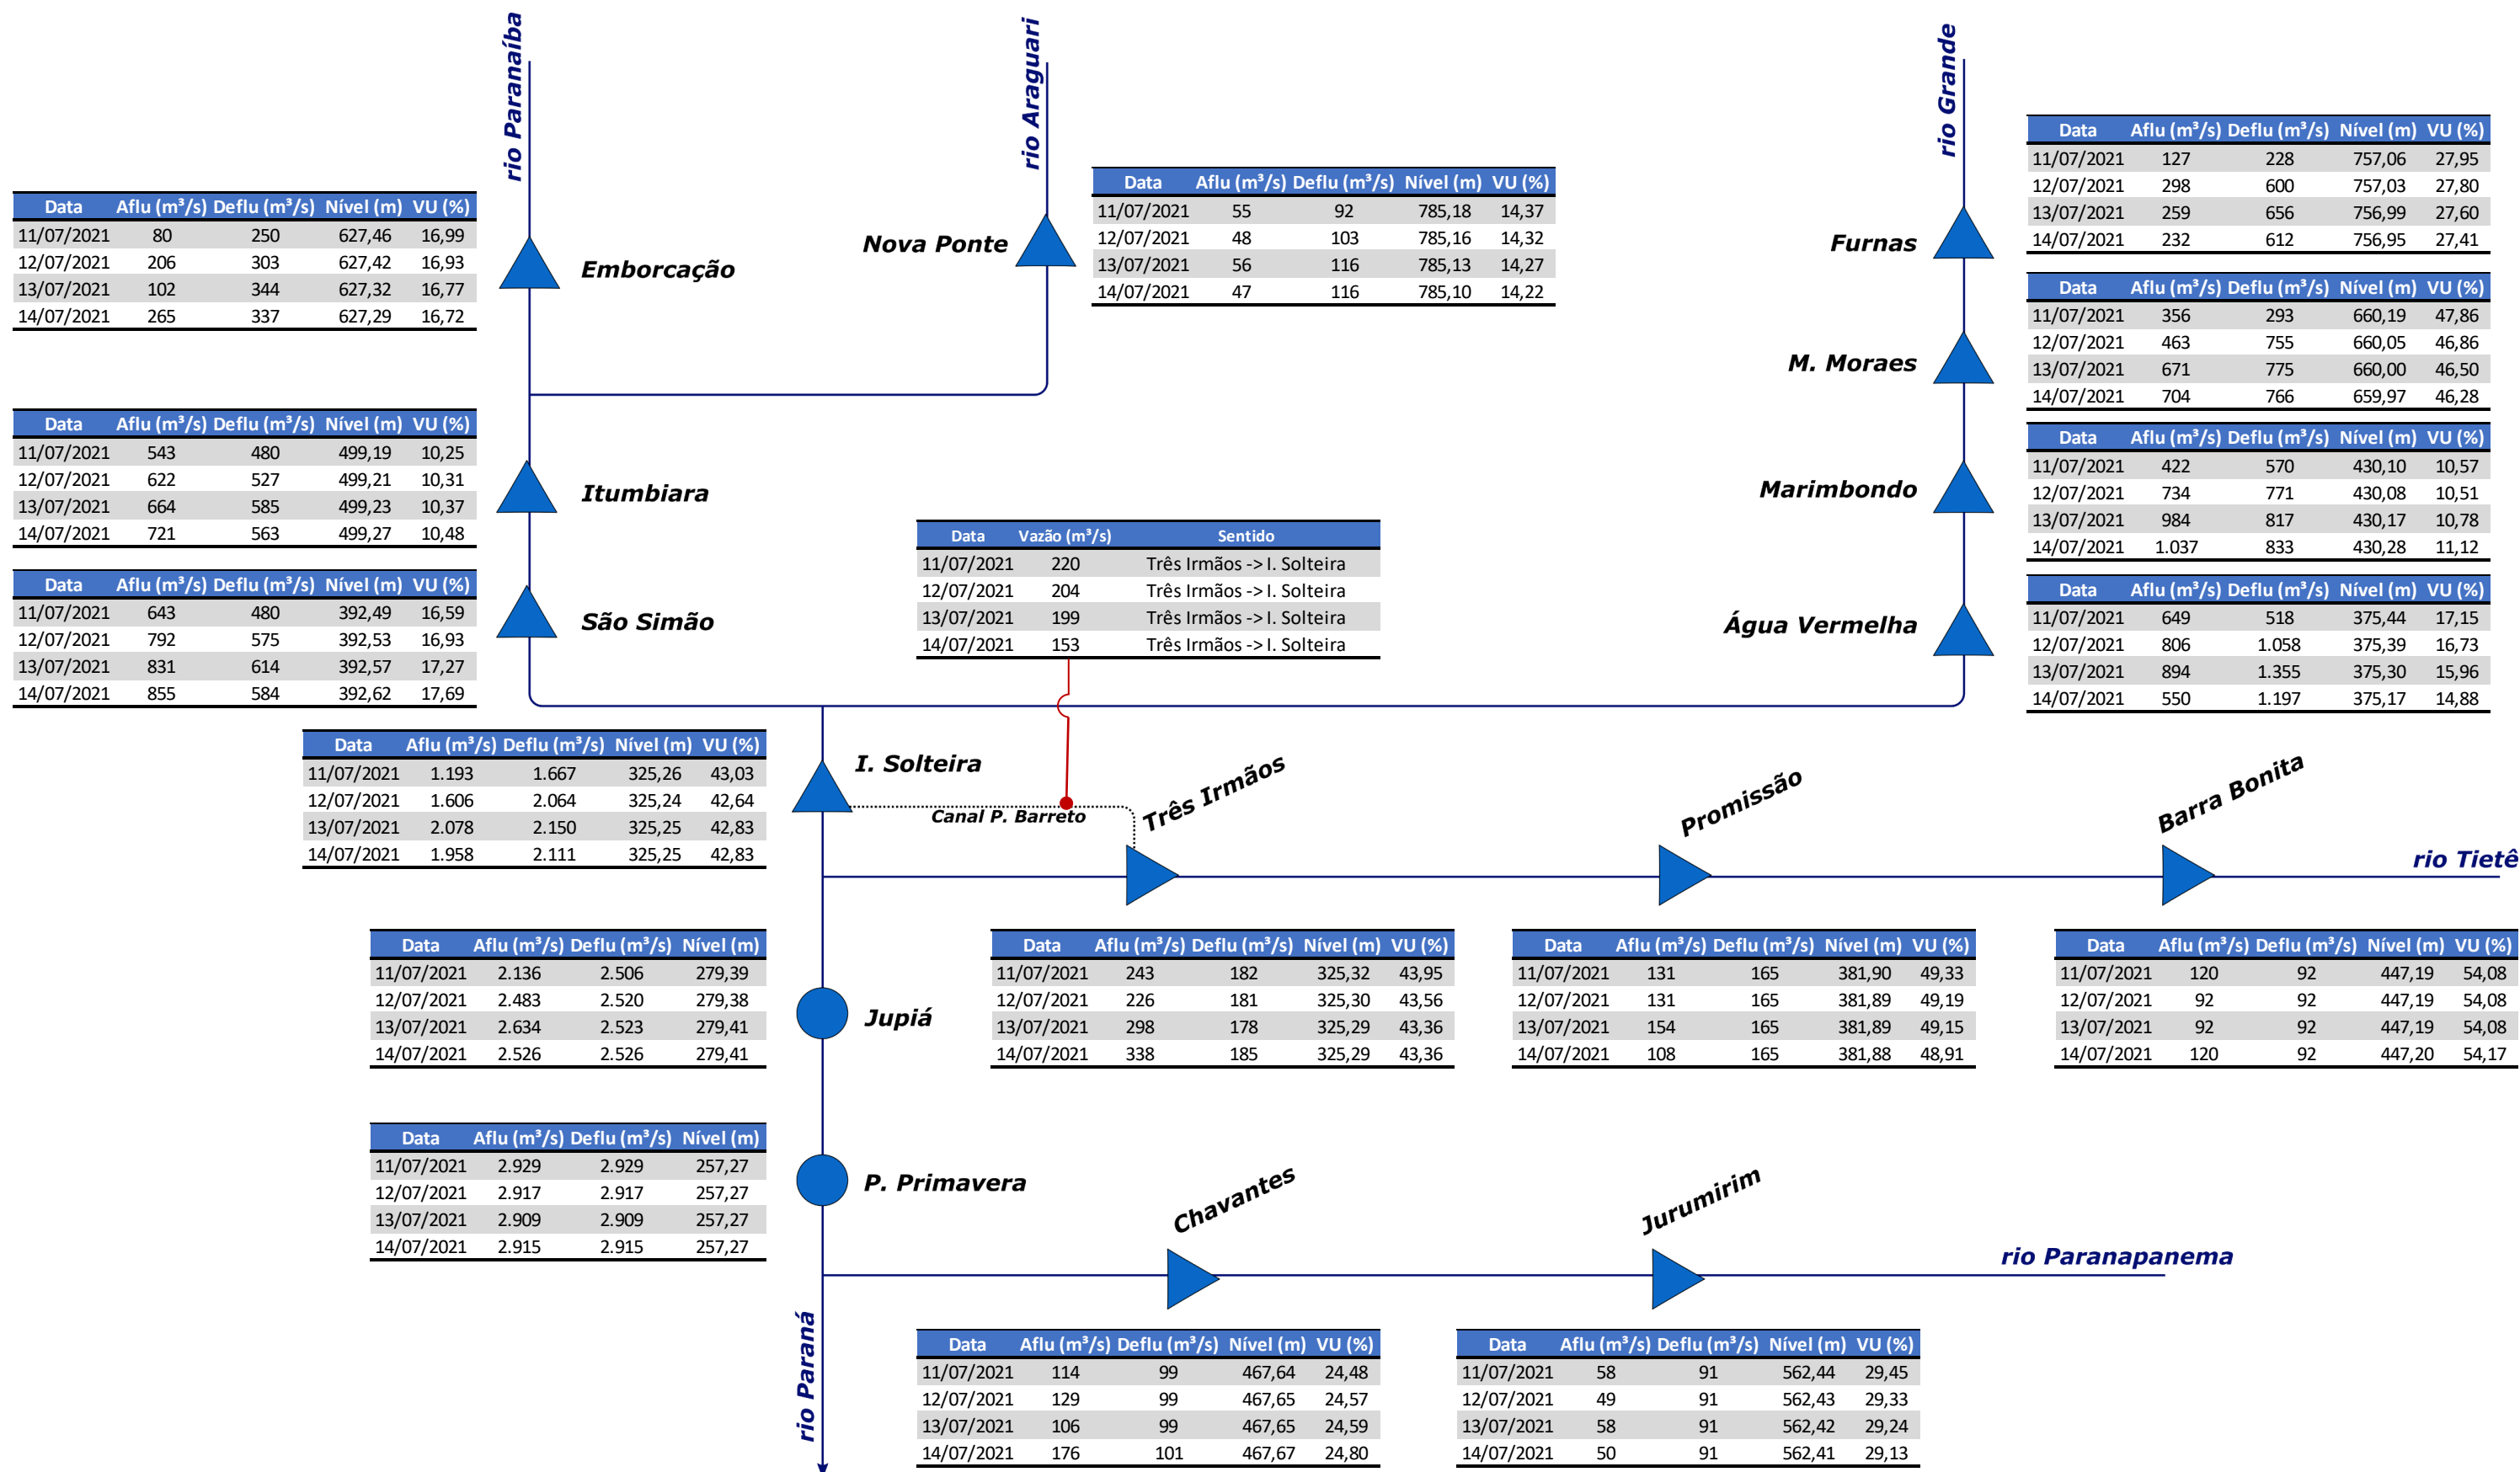 rio Paranaíba
rio Araguari
rio Grande
Data Aflu (m³/s) Deflu (m³/s) Nível (m) VU (%)
11/07/2021 80 250 627,46 16,99
12/07/2021 206 303 627,42 16,93
13/07/2021 102 344 627,32 16,77
14/07/2021 265 337 627,29 16,72
Emborcação
Nova Ponte
Data Aflu (m³/s) Deflu (m³/s) Nível (m) VU (%)
11/07/2021 55 92 785,18 14,37
12/07/2021 48 103 785,16 14,32
13/07/2021 56 116 785,13 14,27
14/07/2021 47 116 785,10 14,22
Furnas
Data Aflu (m³/s) Deflu (m³/s) Nível (m) VU (%)
11/07/2021 127 228 757,06 27,95
12/07/2021 298 600 757,03 27,80
13/07/2021 259 656 756,99 27,60
14/07/2021 232 612 756,95 27,41
M. Moraes
Data Aflu (m³/s) Deflu (m³/s) Nível (m) VU (%)
11/07/2021 356 293 660,19 47,86
12/07/2021 463 755 660,05 46,86
13/07/2021 671 775 660,00 46,50
14/07/2021 704 766 659,97 46,28
Data Aflu (m³/s) Deflu (m³/s) Nível (m) VU (%)
11/07/2021 543 480 499,19 10,25
12/07/2021 622 527 499,21 10,31
13/07/2021 664 585 499,23 10,37
14/07/2021 721 563 499,27 10,48
Itumbiara
Marimbondo
Data Aflu (m³/s) Deflu (m³/s) Nível (m) VU (%)
11/07/2021 422 570 430,10 10,57
12/07/2021 734 771 430,08 10,51
13/07/2021 984 817 430,17 10,78
14/07/2021 1.037 833 430,28 11,12
Data Aflu (m³/s) Deflu (m³/s) Nível (m) VU (%)
11/07/2021 643 480 392,49 16,59
12/07/2021 792 575 392,53 16,93
13/07/2021 831 614 392,57 17,27
14/07/2021 855 584 392,62 17,69
São Simão
Data Vazão (m³/s) Sentido
11/07/2021 220 Três Irmãos -> I. Solteira
12/07/2021 204 Três Irmãos -> I. Solteira
13/07/2021 199 Três Irmãos -> I. Solteira
14/07/2021 153 Três Irmãos -> I. Solteira
Água Vermelha
Data Aflu (m³/s) Deflu (m³/s) Nível (m) VU (%)
11/07/2021 649 518 375,44 17,15
12/07/2021 806 1.058 375,39 16,73
13/07/2021 894 1.355 375,30 15,96
14/07/2021 550 1.197 375,17 14,88
Data Aflu (m³/s) Deflu (m³/s) Nível (m) VU (%)
11/07/2021 1.193 1.667 325,26 43,03
12/07/2021 1.606 2.064 325,24 42,64
13/07/2021 2.078 2.150 325,25 42,83
14/07/2021 1.958 2.111 325,25 42,83
I. Solteira
Canal P. Barreto
Três Irmãos
Promissão
Barra Bonita
rio Tietê
Data Aflu (m³/s) Deflu (m³/s) Nível (m)
11/07/2021 2.136 2.506 279,39
12/07/2021 2.483 2.520 279,38
13/07/2021 2.634 2.523 279,41
14/07/2021 2.526 2.526 279,41
Jupiá
Data Aflu (m³/s) Deflu (m³/s) Nível (m) VU (%)
11/07/2021 243 182 325,32 43,95
12/07/2021 226 181 325,30 43,56
13/07/2021 298 178 325,29 43,36
14/07/2021 338 185 325,29 43,36
Data Aflu (m³/s) Deflu (m³/s) Nível (m) VU (%)
11/07/2021 131 165 381,90 49,33
12/07/2021 131 165 381,89 49,19
13/07/2021 154 165 381,89 49,15
14/07/2021 108 165 381,88 48,91
Data Aflu (m³/s) Deflu (m³/s) Nível (m) VU (%)
11/07/2021 120 92 447,19 54,08
12/07/2021 92 92 447,19 54,08
13/07/2021 92 92 447,19 54,08
14/07/2021 120 92 447,20 54,17
Data Aflu (m³/s) Deflu (m³/s) Nível (m)
11/07/2021 2.929 2.929 257,27
12/07/2021 2.917 2.917 257,27
13/07/2021 2.909 2.909 257,27
14/07/2021 2.915 2.915 257,27
P. Primavera
Chavantes
Jurumirim
rio Paranapanema
rio Paraná
Data Aflu (m³/s) Deflu (m³/s) Nível (m) VU (%)
11/07/2021 114 99 467,64 24,48
12/07/2021 129 99 467,65 24,57
13/07/2021 106 99 467,65 24,59
14/07/2021 176 101 467,67 24,80
Data Aflu (m³/s) Deflu (m³/s) Nível (m) VU (%)
11/07/2021 58 91 562,44 29,45
12/07/2021 49 91 562,43 29,33
13/07/2021 58 91 562,42 29,24
14/07/2021 50 91 562,41 29,13